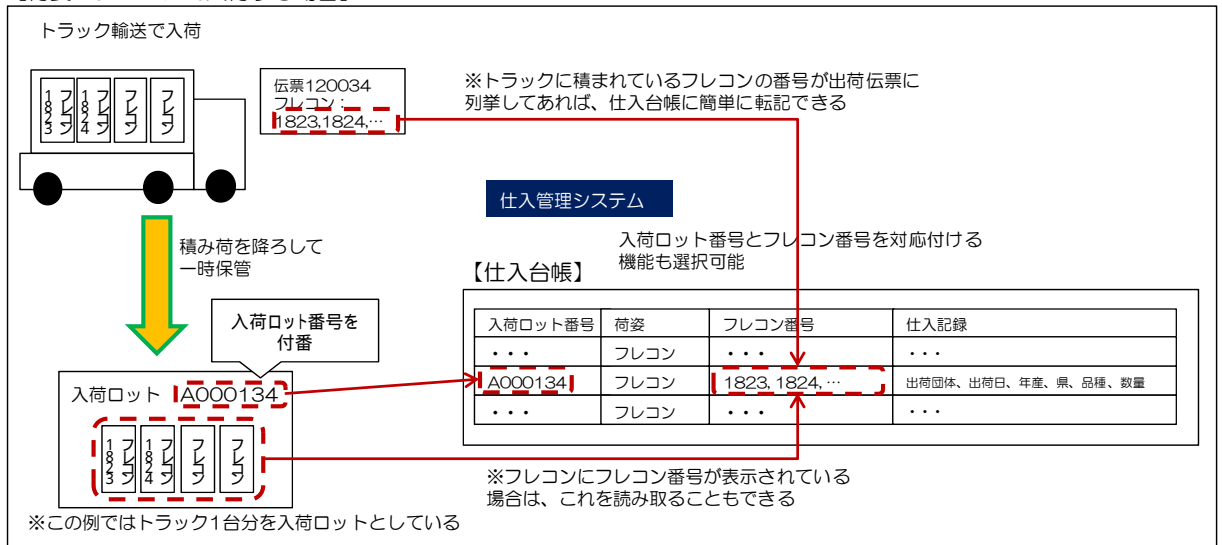 トラック輸送で入荷
フレコン
1823
フレコン
1824
フレコン
フレコン
伝票120034
フレコン：
1823,1824,…
※トラックに積まれているフレコンの番号が出荷伝票に
列挙してあれば、仕入台帳に簡単に転記できる
仕入管理システム
積み荷を降ろして
一時保管
入荷ロット番号とフレコン番号を対応付ける
機能も選択可能
【仕入台帳】
入荷ロット番号を
付番
入荷ロット番号 荷姿 フレコン番号 仕入記録
・・・ フレコン ・・・ ・・・
A000134 フレコン 1823, 1824, … 出荷団体、出荷日、年産、県、品種、数量
・・・ フレコン ・・・ ・・・
入荷ロット A000134
フレコン
1823
フレコン
1824
フレコン
フレコン
※フレコンにフレコン番号が表示されている
場合は、これを読み取ることもできる
※この例ではトラック1台分を入荷ロットとしている